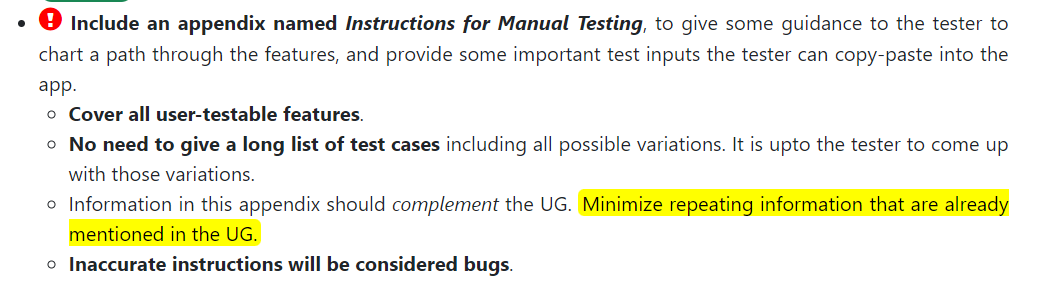 Include an appendix named Instructions for Manual Testing, to give some guidance to the tester to
chart a path through the features, and provide some important test inputs the tester can copy-paste into the
app.
Cover all user-testable features.
No need to give a long list of test cases including all possible variations. It is upto the tester to come up
with those variations.
Information in this appendix should complement the UG. Minimize repeating information that are already
mentioned in the UG.
Inaccurate instructions will be considered bugs.